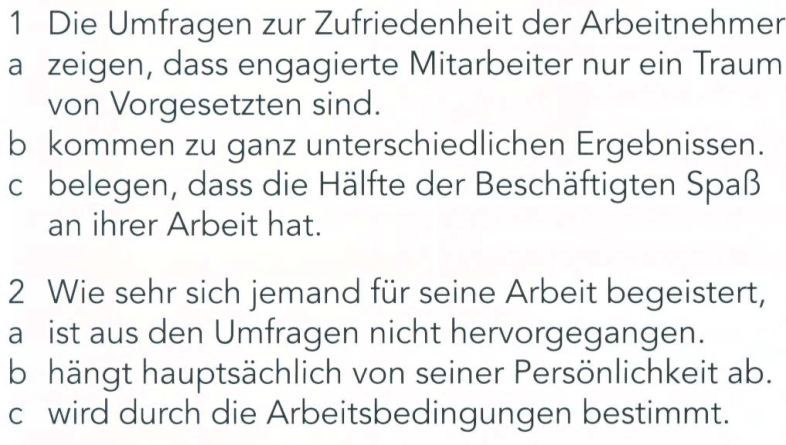 1 Die Umfragen zur Zufriedenheit der Arbeitnehmer
a zeigen, dass engagierte Mitarbeiter nur ein Traum
von Vorgesetzten sind.
b kommen zu ganz unterschiedlichen Ergebnissen.
c belegen, dass die Hälfte der Beschäftigten Spaß
an ihrer Arbeit hat.
2 Wie sehr sich jemand für seine Arbeit begeistert,
a ist aus den Umfragen nicht hervorgegangen.
b hängt hauptsächlich von seiner Persönlichkeit ab.
c wird durch die Arbeitsbedingungen bestimmt.